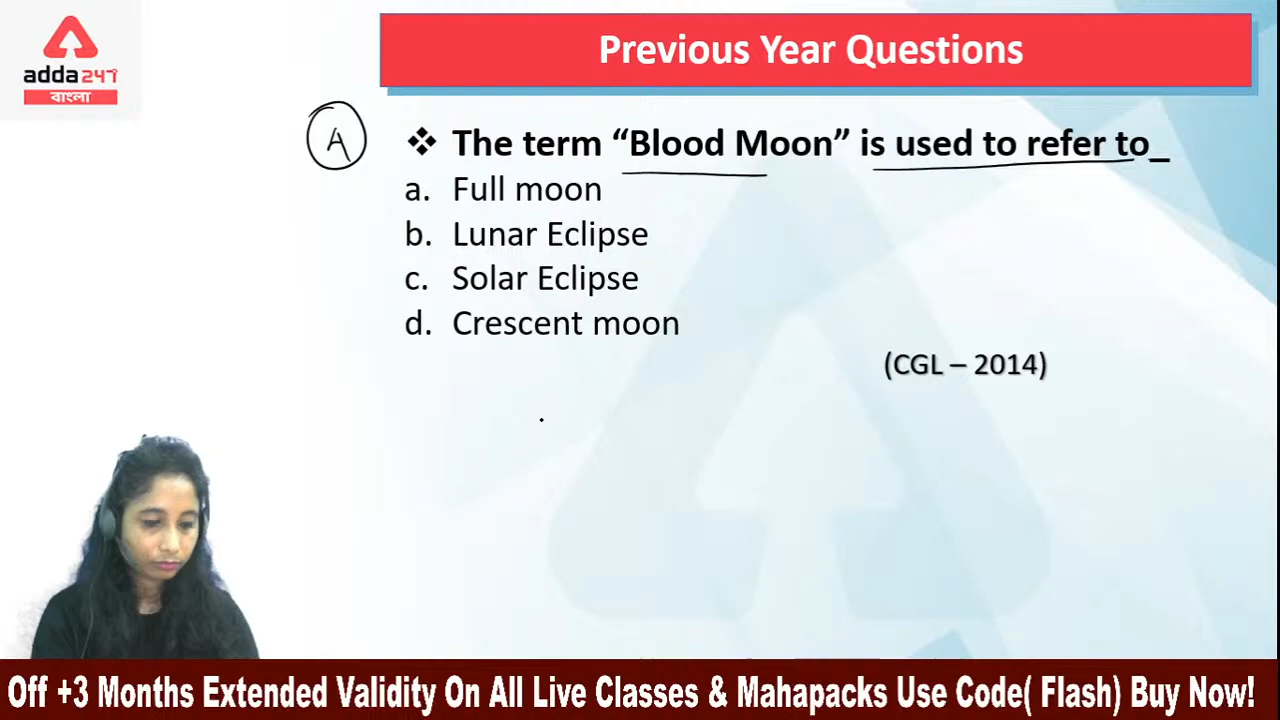 adda247
বাংলা
Previous Year Questions
A
❖ The term “Blood Moon” is used to refer to_
a. Full moon
b. Lunar Eclipse
c. Solar Eclipse
d. Crescent moon
(CGL – 2014)
Off +3 Months Extended Validity On All Live Classes & Mahapacks Use Code( Flash) Buy Now!